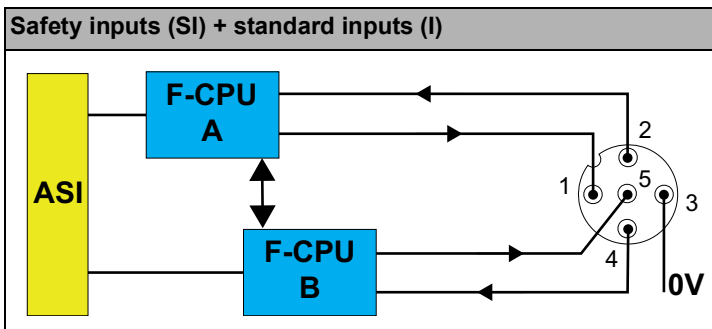 Safety inputs (SI) + standard inputs (I)
F-CPU
A
2
ASI
1
5
3
F-CPU
B
4
0V